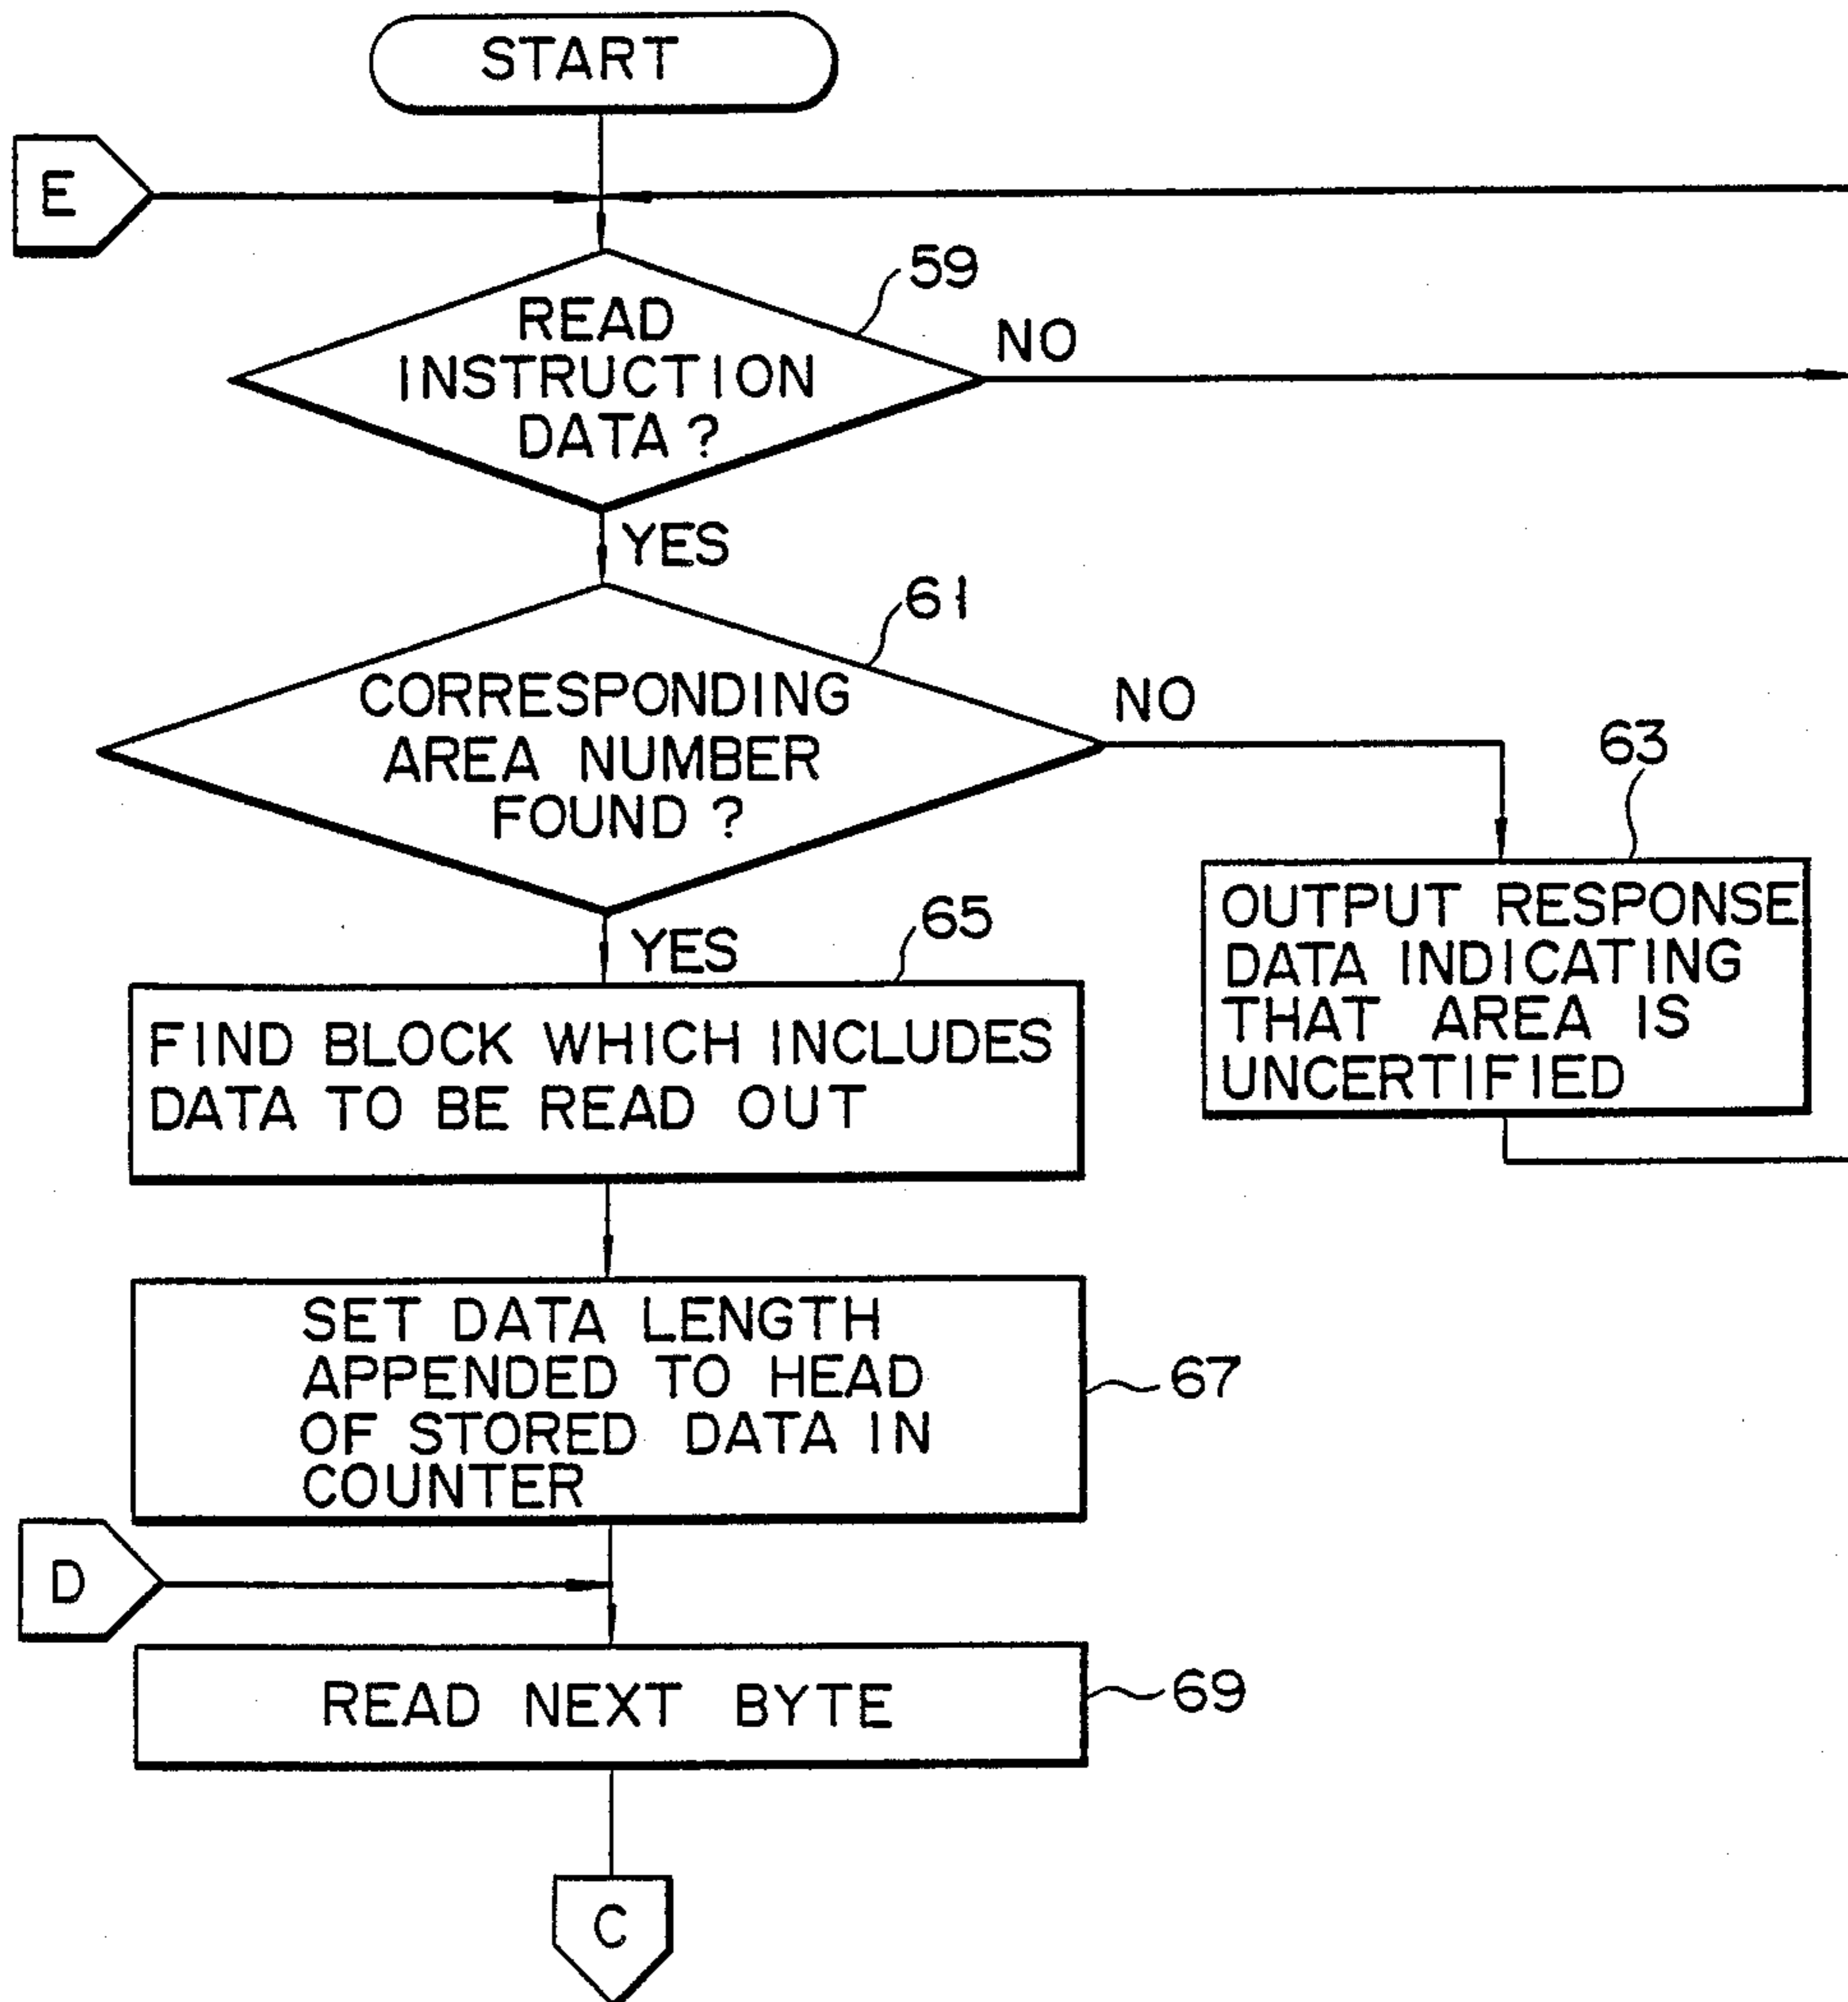 START
E
59
READ
INSTRUCTION
DATA ?
NO
YES
61
CORRESPONDING
AREA NUMBER
FOUND ?
NO
63
OUTPUT RESPONSE
DATA INDICATING
THAT AREA IS
UNCERTIFIED
YES
65
FIND BLOCK WHICH INCLUDES
DATA TO BE READ OUT
SET DATA LENGTH
APPENDED TO HEAD
OF STORED DATA IN
COUNTER
67
D
READ NEXT BYTE
69
C